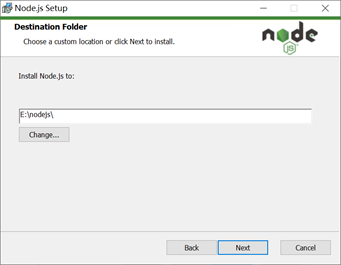 Node.js Setup
Destination Folder
Choose a custom location or click Next to install.
node
JS
Install Node.js to:
E:\nodejs\
Change...
Back
Next
Cancel